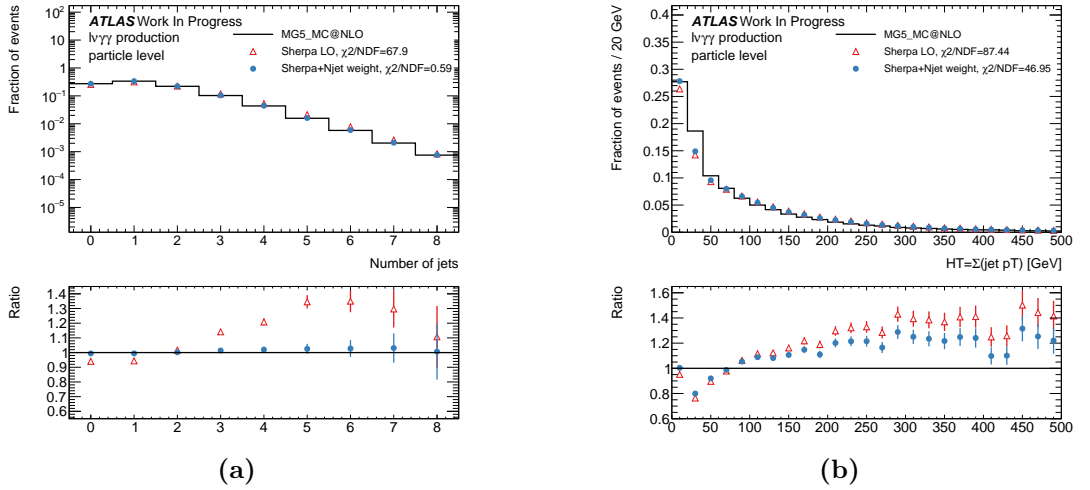 ATLAS Work In Progress
lνγγ production
particle level
MG5_MC@NLO
Sherpa LO, χ2/NDF=67.9
Sherpa+Njet weight, χ2/NDF=0.59
Fraction of events
10²
10
1
10⁻¹
10⁻²
10⁻³
10⁻⁴
10⁻⁵
0 1 2 3 4 5 6 7 8
Number of jets
Ratio
1.4
1.3
1.2
1.1
1
0.9
0.8
0.7
0.6
0 1 2 3 4 5 6 7 8
(a)
ATLAS Work In Progress
lνγγ production
particle level
MG5_MC@NLO
Sherpa LO, χ2/NDF=87.44
Sherpa+Njet weight, χ2/NDF=46.95
Fraction of events / 20 GeV
0.4
0.35
0.3
0.25
0.2
0.15
0.1
0.05
0
0 50 100 150 200 250 300 350 400 450 500
HT=Σ(jet pT) [GeV]
Ratio
1.6
1.4
1.2
1
0.8
0.6
0 50 100 150 200 250 300 350 400 450 500
(b)